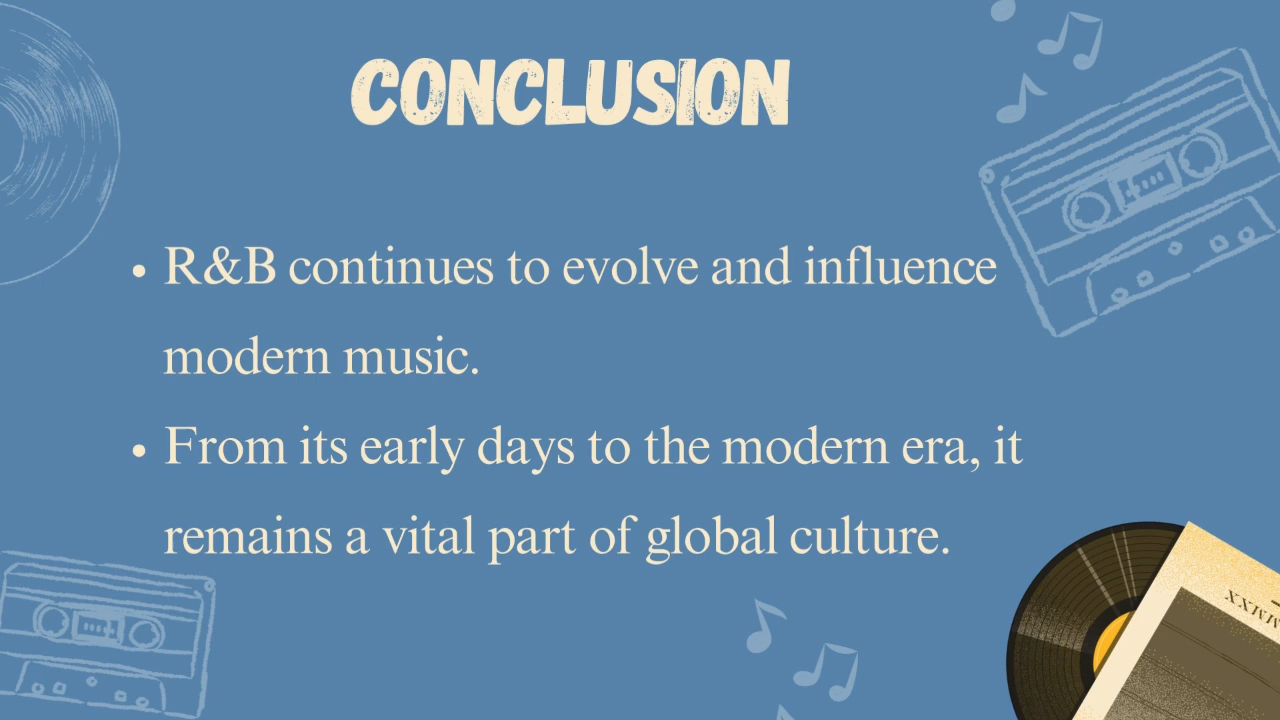 CONCLUSION
• R&B continues to evolve and influence
modern music.
• From its early days to the modern era, it
remains a vital part of global culture.